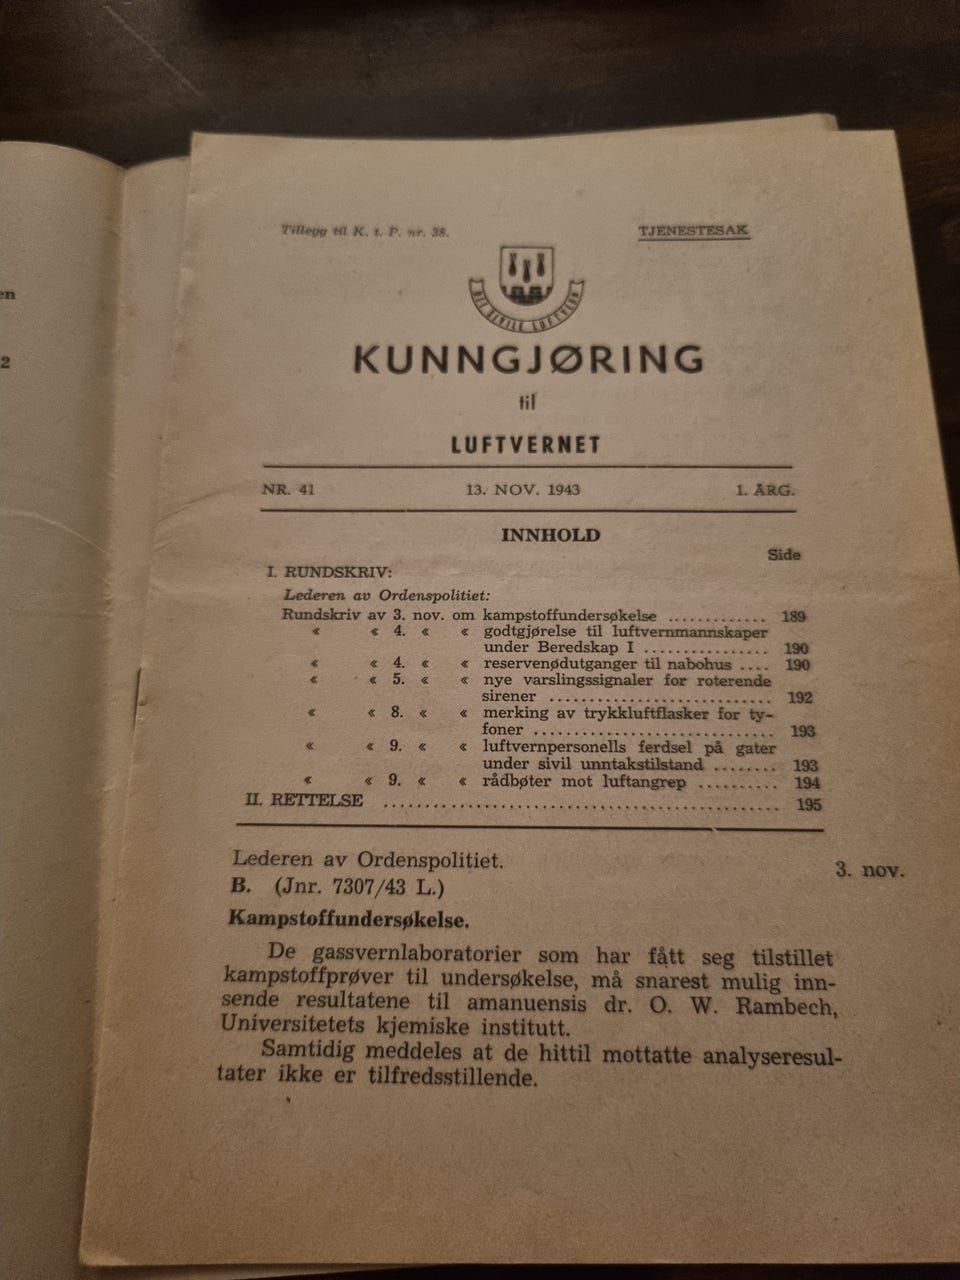 en
2
Tillegg til K. t. P. nr. 38.
TJENESTESAK
DET SIVILE LUFTVERN
KUNNGJØRING
til
LUFTVERNET
NR. 41 13. NOV. 1943 1. ÅRG.
INNHOLD
Side
I. RUNDSKRIV:
Lederen av Ordenspolitiet:
Rundskriv av 3. nov. om kampstoffundersøkelse ............. 189
« « 4. « « godtgjørelse til luftvernmannskaper
under Beredskap I ................ 190
« « 4. « « reservenødutganger til nabohus .... 190
« « 5. « « nye varslingssignaler for roterende
sirener ............................ 192
« « 8. « « merking av trykkluftflasker for ty-
foner .............................. 193
« « 9. « « luftvernpersonells ferdsel på gater
under sivil unntakstilstand ........ 193
« « 9. « « rådbøter mot luftangrep .......... 194
II. RETTELSE ................................................ 195
Lederen av Ordenspolitiet. 3. nov.
B. (Jnr. 7307/43 L.)
Kampstoffundersøkelse.
De gassvernlaboratorier som har fått seg tilstillet
kampstoffprøver til undersøkelse, må snarest mulig inn-
sende resultatene til amanuensis dr. O. W. Rambech,
Universitetets kjemiske institutt.
Samtidig meddeles at de hittil mottatte analyseresul-
tater ikke er tilfredsstillende.